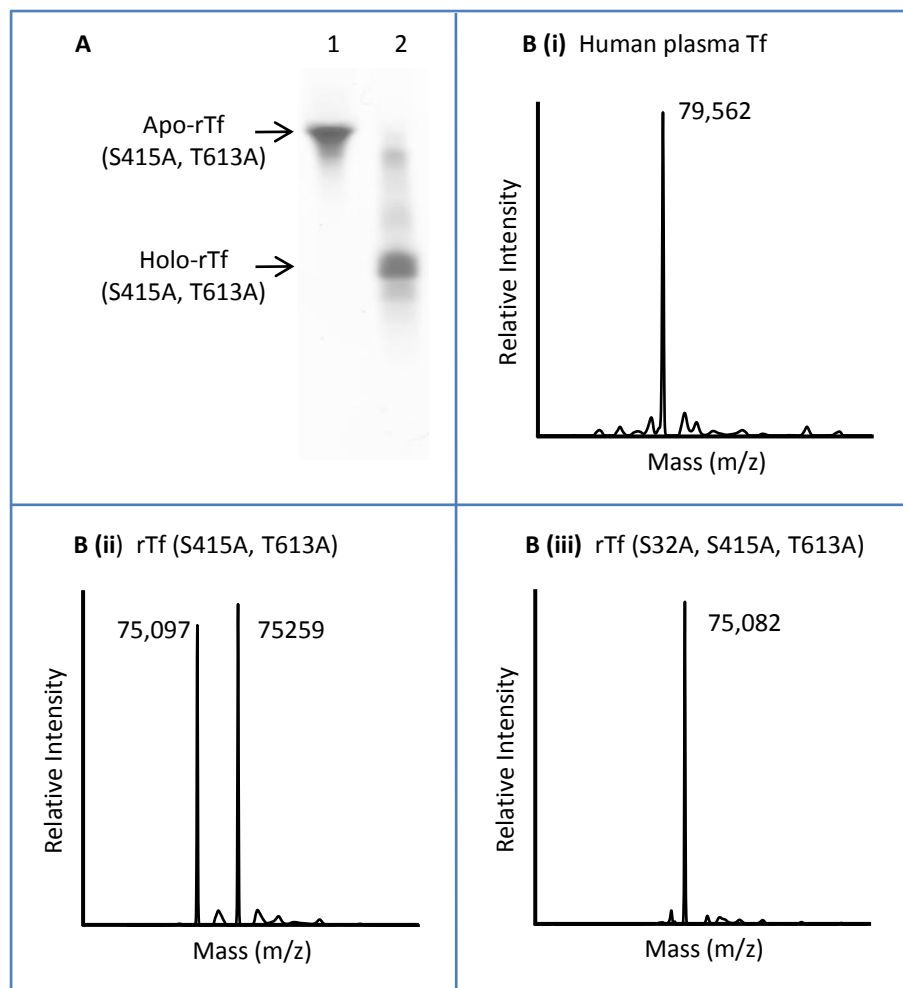 A
1 2
Apo-rTf
(S415A, T613A)
Holo-rTf
(S415A, T613A)
B (i) Human plasma Tf
79,562
Relative Intensity
Mass (m/z)
B (ii) rTf (S415A, T613A)
75,097 75259
Relative Intensity
Mass (m/z)
B (iii) rTf (S32A, S415A, T613A)
75,082
Relative Intensity
Mass (m/z)